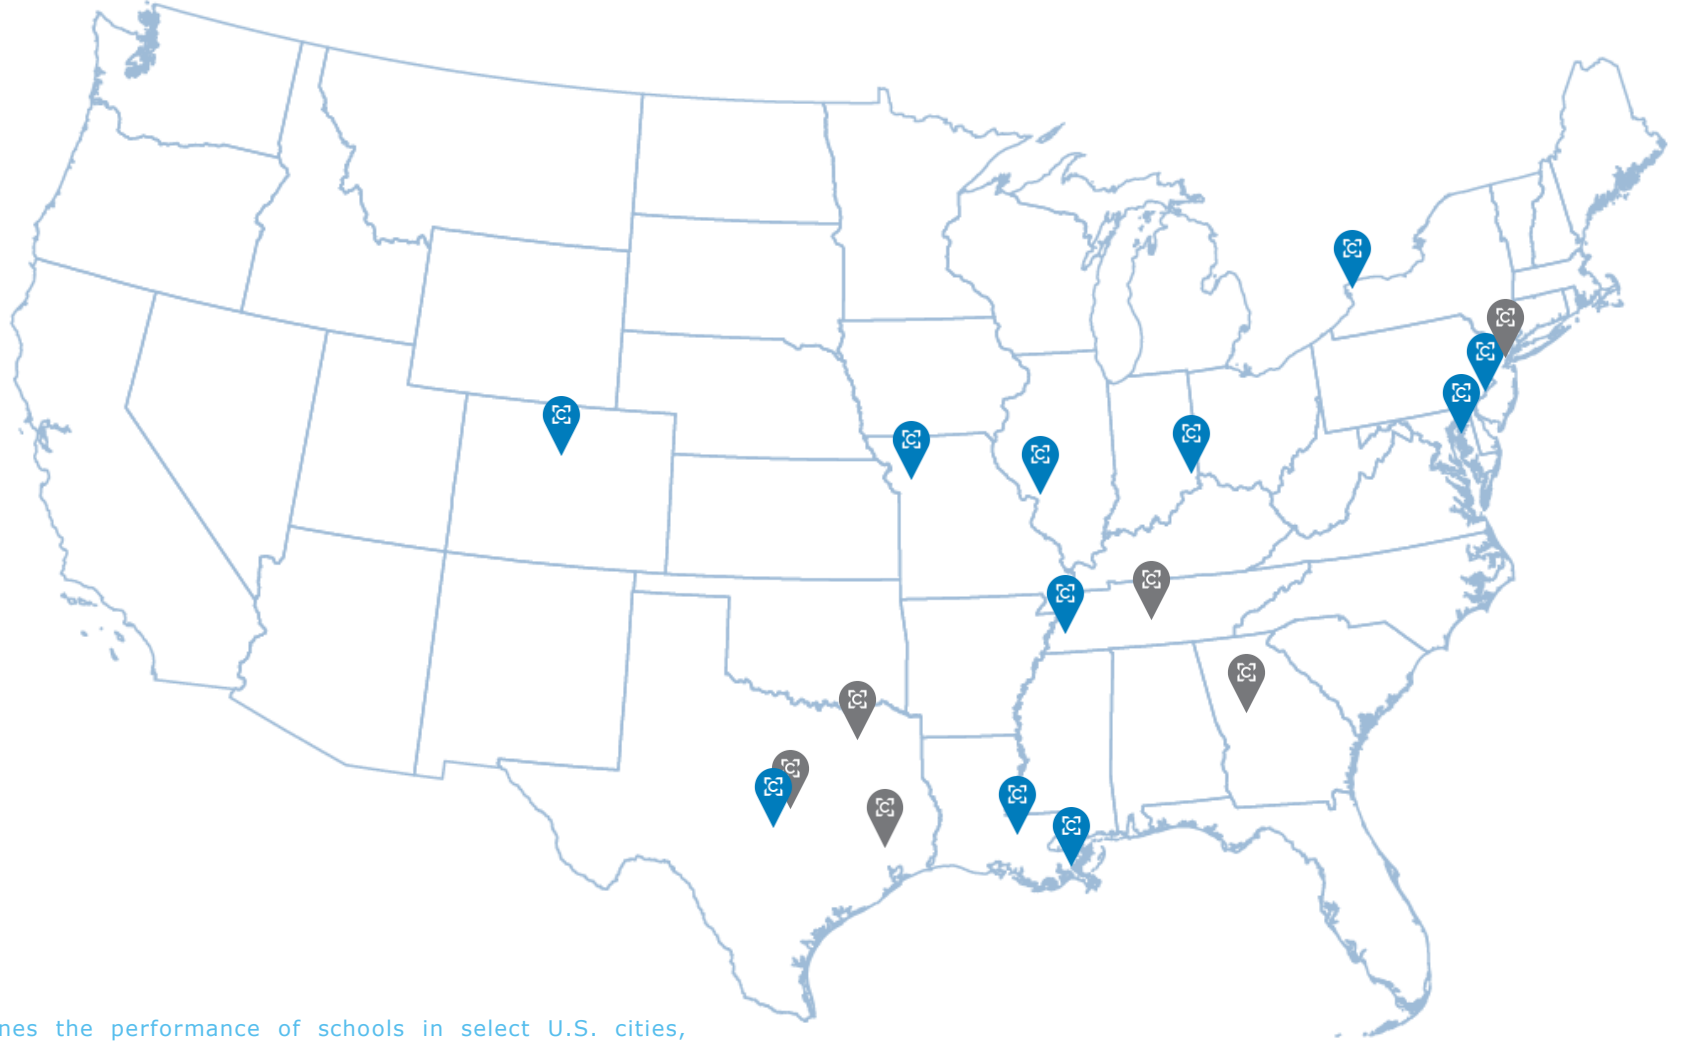 nes the performance of schools in select U.S. cities,